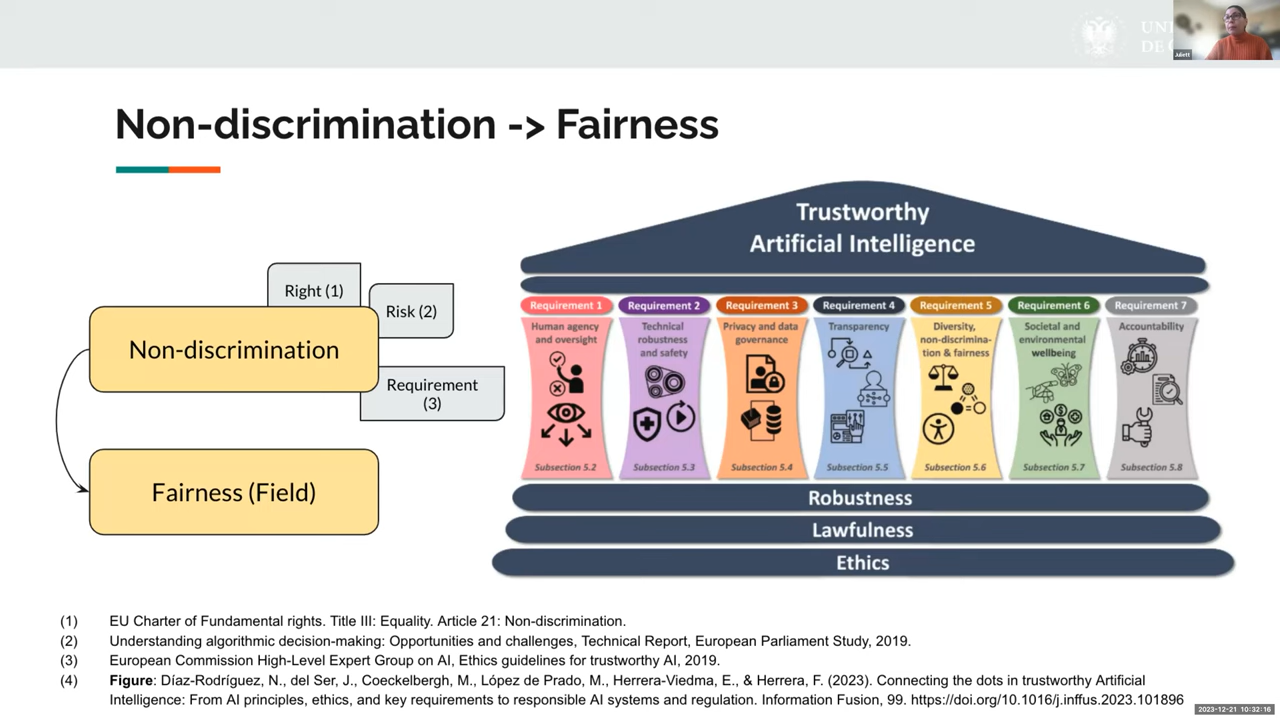 UNI
DE
Juliett
Non-discrimination -> Fairness
Right (1)
Risk (2)
Non-discrimination
Requirement
(3)
Fairness (Field)
Trustworthy
Artificial Intelligence
Requirement 1
Human agency
and oversight
Subsection 5.2
Requirement 2
Technical
robustness
and safety
Subsection 5.3
Requirement 3
Privacy and data
governance
Subsection 5.4
Requirement 4
Transparency
Subsection 5.5
Requirement 5
Diversity,
non-discrimina-
tion & fairness
Subsection 5.6
Requirement 6
Societal and
environmental
wellbeing
Subsection 5.7
Requirement 7
Accountability
Subsection 5.8
Robustness
Lawfulness
Ethics
(1) EU Charter of Fundamental rights. Title III: Equality. Article 21: Non-discrimination.
(2) Understanding algorithmic decision-making: Opportunities and challenges, Technical Report, European Parliament Study, 2019.
(3) European Commission High-Level Expert Group on AI, Ethics guidelines for trustworthy AI, 2019.
(4) Figure: Díaz-Rodríguez, N., del Ser, J., Coeckelbergh, M., López de Prado, M., Herrera-Viedma, E., & Herrera, F. (2023). Connecting the dots in trustworthy Artificial
Intelligence: From AI principles, ethics, and key requirements to responsible AI systems and regulation. Information Fusion, 99. https://doi.org/10.1016/j.inffus.2023.101896
2023-12-21 10:32:16